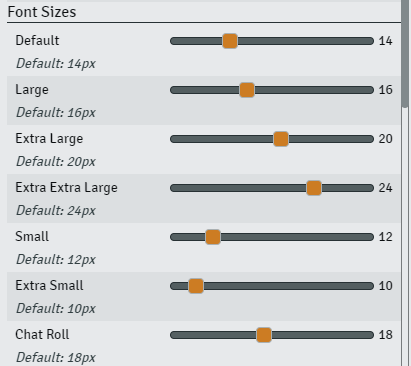 Font Sizes
Default 14
Default: 14px
Large 16
Default: 16px
Extra Large 20
Default: 20px
Extra Extra Large 24
Default: 24px
Small 12
Default: 12px
Extra Small 10
Default: 10px
Chat Roll 18
Default: 18px